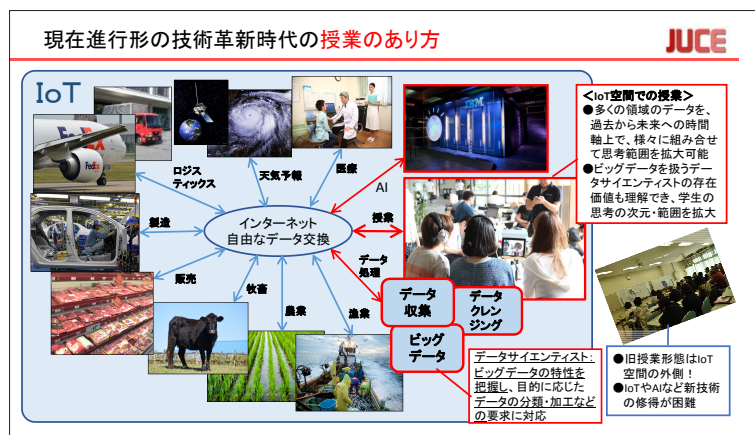 現在進行形の技術革新時代の授業のあり方
JUCE
IoT
FedEx
IBM
ロジス
ティックス
天気予報
医療
AI
製造
インターネット
自由なデータ交換
授業
データ
処理
販売
牧畜
農業
漁業
データ
収集
データ
クレン
ジング
ビッグ
データ
＜IoT空間での授業＞
●多くの領域のデータを、
過去から未来への時間
軸上で、様々に組み合せ
て思考範囲を拡大可能
●ビッグデータを扱うデー
タサイエンティストの存在
価値も理解でき、学生の
思考の次元・範囲を拡大
データサイエンティスト：
ビッグデータの特性を
把握し、目的に応じた
データの分類・加工など
の要求に対応
●旧授業形態はIoT
空間の外側！
●IoTやAIなど新技術
の修得が困難